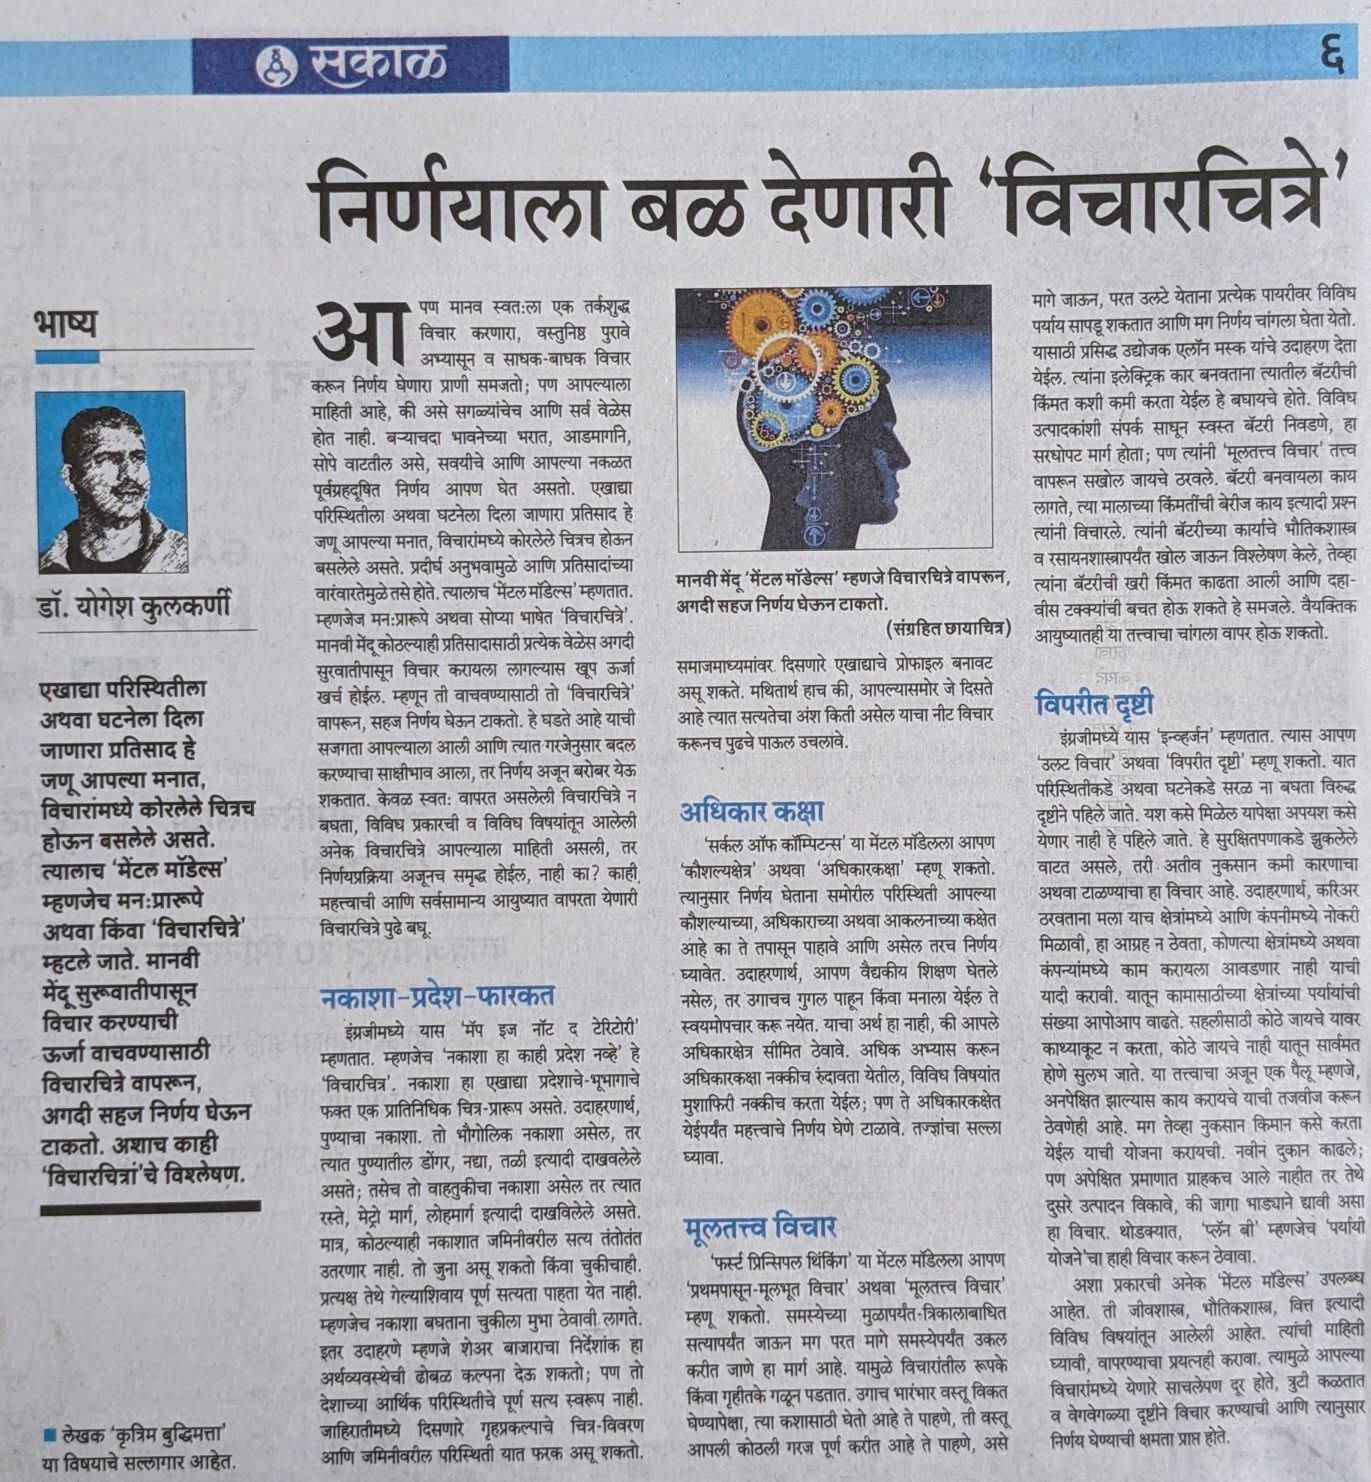 सकाळ
६
निर्णयाला बळ देणारी ‘विचारचित्रे’
भाष्य
डॉ. योगेश कुलकर्णी
एखाद्या परिस्थितीला
अथवा घटनेला दिला
जाणारा प्रतिसाद हे
जणू आपल्या मनात,
विचारांमध्ये कोरलेले चित्रच
होऊन बसलेले असते.
त्यालाच ‘मेंटल मॉडेल्स’
म्हणजेच मनःप्रारूपे
अथवा किंवा ‘विचारचित्रे’
म्हटले जाते. मानवी
मेंदू सुरूवातीपासून
विचार करण्याची
ऊर्जा वाचवण्यासाठी
विचारचित्रे वापरून,
अगदी सहज निर्णय घेऊन
टाकतो. अशाच काही
‘विचारचित्रां’चे विश्लेषण.
लेखक ‘कृत्रिम बुद्धिमत्ता’
या विषयाचे सल्लागार आहेत.
आपण मानव स्वतःला एक तर्कशुद्ध
विचार करणारा, वस्तुनिष्ठ पुरावे
अभ्यासून व साधक-बाधक विचार
करून निर्णय घेणारा प्राणी समजतो; पण आपल्याला
माहिती आहे, की असे सगळ्यांचेच आणि सर्व वेळेस
होत नाही. बऱ्याचदा भावनेच्या भरात, आडमार्गाने,
सोपे वाटतील असे, सवयीचे आणि आपल्या नकळत
पूर्वग्रहदूषित निर्णय आपण घेत असतो. एखाद्या
परिस्थितीला अथवा घटनेला दिला जाणारा प्रतिसाद हे
जणू आपल्या मनात, विचारांमध्ये कोरलेले चित्रच होऊन
बसलेले असते. प्रदीर्घ अनुभवामुळे आणि प्रतिसादांच्या
वारंवारतेमुळे तसे होते. त्यालाच ‘मेंटल मॉडेल्स’ म्हणतात.
म्हणजेज मनःप्रारूपे अथवा सोप्या भाषेत ‘विचारचित्रे’.
मानवी मेंदू कोठल्याही प्रतिसादासाठी प्रत्येक वेळेस अगदी
सुरवातीपासून विचार करायला लागल्यास खूप ऊर्जा
खर्च होईल. म्हणून ती वाचवण्यासाठी तो ‘विचारचित्रे’
वापरून, सहज निर्णय घेऊन टाकतो. हे घडते आहे याची
सजगता आपल्याला आली आणि त्यात गरजेनुसार बदल
करण्याचा साक्षीभाव आला, तर निर्णय अजून बरोबर येऊ
शकतात. केवळ स्वतः वापरत असलेली विचारचित्रे न
बघता, विविध प्रकारची व विविध विषयांतून आलेली
अनेक विचारचित्रे आपल्याला माहिती असली, तर
निर्णयप्रक्रिया अजूनच समृद्ध होईल, नाही का? काही
महत्त्वाची आणि सर्वसामान्य आयुष्यात वापरता येणारी
विचारचित्रे पुढे बघू.
नकाशा-प्रदेश-फारकत
इंग्रजीमध्ये यास ‘मॅप इज नॉट द टेरिटोरी’
म्हणतात. म्हणजेच ‘नकाशा हा काही प्रदेश नव्हे’ हे
‘विचारचित्र’. नकाशा हा एखाद्या प्रदेशाचे-भूभागाचे
फक्त एक प्रातिनिधिक चित्र-प्रारूप असते. उदाहरणार्थ,
पुण्याचा नकाशा. तो भौगोलिक नकाशा असेल, तर
त्यात पुण्यातील डोंगर, नद्या, तळी इत्यादी दाखवलेले
असते; तसेच तो वाहतुकीचा नकाशा असेल तर त्यात
रस्ते, मेट्रो मार्ग, लोहमार्ग इत्यादी दाखविलेले असते.
मात्र, कोठल्याही नकाशात जमिनीवरील सत्य तंतोतंत
उतरणार नाही. तो जुना असू शकतो किंवा चुकीचाही.
प्रत्यक्ष तेथे गेल्याशिवाय पूर्ण सत्यता पाहता येत नाही.
म्हणजेच नकाशा बघताना चुकीला मुभा ठेवावी लागते.
इतर उदाहरणे म्हणजे शेअर बाजाराचा निर्देशांक हा
अर्थव्यवस्थेची ढोबळ कल्पना देऊ शकतो; पण तो
देशाच्या आर्थिक परिस्थितीचे पूर्ण सत्य स्वरूप नाही.
जाहिरातीमध्ये दिसणारे गृहप्रकल्पाचे चित्र-विवरण
आणि जमिनीवरील परिस्थिती यात फरक असू शकतो.
मानवी मेंदू ‘मेंटल मॉडेल्स’ म्हणजे विचारचित्रे वापरून,
अगदी सहज निर्णय घेऊन टाकतो.
(संग्रहित छायाचित्र)
समाजमाध्यमांवर दिसणारे एखाद्याचे प्रोफाइल बनावट
असू शकते. मथितार्थ हाच की, आपल्यासमोर जे दिसते
आहे त्यात सत्यतेचा अंश किती असेल याचा नीट विचार
करूनच पुढचे पाऊल उचलावे.
अधिकार कक्षा
‘सर्कल ऑफ कॉम्पिटन्स’ या मेंटल मॉडेलला आपण
‘कौशल्यक्षेत्र’ अथवा ‘अधिकारकक्षा’ म्हणू शकतो.
त्यानुसार निर्णय घेताना समोरील परिस्थिती आपल्या
कौशल्याच्या, अधिकाराच्या अथवा आकलनाच्या कक्षेत
आहे का ते तपासून पाहावे आणि असेल तरच निर्णय
घ्यावेत. उदाहरणार्थ, आपण वैद्यकीय शिक्षण घेतले
नसेल, तर उगाचच गुगल पाहून किंवा मनाला येईल ते
स्वयमोपचार करू नयेत. याचा अर्थ हा नाही, की आपले
अधिकारक्षेत्र सीमित ठेवावे. अधिक अभ्यास करून
अधिकारकक्षा नक्कीच रुंदावता येतील, विविध विषयांत
मुशाफिरी नक्कीच करता येईल; पण ते अधिकारकक्षेत
येईपर्यंत महत्त्वाचे निर्णय घेणे टाळावे. तज्ज्ञांचा सल्ला
घ्यावा.
मूलतत्त्व विचार
‘फर्स्ट प्रिन्सिपल थिंकिंग’ या मेंटल मॉडेलला आपण
‘प्रथमपासून-मूलभूत विचार’ अथवा ‘मूलतत्त्व विचार’
म्हणू शकतो. समस्येच्या मुळापर्यंत-त्रिकालाबाधित
सत्यापर्यंत जाऊन मग परत मागे समस्येपर्यंत उकल
करीत जाणे हा मार्ग आहे. यामुळे विचारांतील रूपके
किंवा गृहीतके गळून पडतात. उगाच भारंभार वस्तू विकत
घेण्यापेक्षा, त्या कशासाठी घेतो आहे ते पाहणे, ती वस्तू
आपली कोठली गरज पूर्ण करीत आहे ते पाहणे, असे
मागे जाऊन, परत उलटे येताना प्रत्येक पायरीवर विविध
पर्याय सापडू शकतात आणि मग निर्णय चांगला घेता येतो.
यासाठी प्रसिद्ध उद्योजक एलॉन मस्क यांचे उदाहरण देता
येईल. त्यांना इलेक्ट्रिक कार बनवताना त्यातील बॅटरीची
किंमत कशी कमी करता येईल हे बघायचे होते. विविध
उत्पादकांशी संपर्क साधून स्वस्त बॅटरी निवडणे, हा
सरधोपट मार्ग होता; पण त्यांनी ‘मूलतत्त्व विचार’ तत्त्व
वापरून सखोल जायचे ठरवले. बॅटरी बनवायला काय
लागते, त्या मालाच्या किंमतींची बेरीज काय इत्यादी प्रश्न
त्यांनी विचारले. त्यांनी बॅटरीच्या कार्याचे भौतिकशास्त्र
व रसायनशास्त्रापर्यंत खोल जाऊन विश्लेषण केले, तेव्हा
त्यांना बॅटरीची खरी किंमत काढता आली आणि दहा-
वीस टक्क्यांची बचत होऊ शकते हे समजले. वैयक्तिक
आयुष्यातही या तत्त्वाचा चांगला वापर होऊ शकतो.
विपरीत दृष्टी
इंग्रजीमध्ये यास ‘इन्व्हर्जन’ म्हणतात. त्यास आपण
‘उलट विचार’ अथवा ‘विपरीत दृष्टी’ म्हणू शकतो. यात
परिस्थितीकडे अथवा घटनेकडे सरळ ना बघता विरुद्ध
दृष्टीने पहिले जाते. यश कसे मिळेल यापेक्षा अपयश कसे
येणार नाही हे पहिले जाते. हे सुरक्षितपणाकडे झुकलेले
वाटत असले, तरी अतीव नुकसान कमी कारणाचा
अथवा टाळण्याचा हा विचार आहे. उदाहरणार्थ, करिअर
ठरवताना मला याच क्षेत्रांमध्ये आणि कंपनीमध्ये नोकरी
मिळावी, हा आग्रह न ठेवता, कोणत्या क्षेत्रांमध्ये अथवा
कंपन्यांमध्ये काम करायला आवडणार नाही याची
यादी करावी. यातून कामासाठीच्या क्षेत्रांच्या पर्यायांची
संख्या आपोआप वाढते. सहलीसाठी कोठे जायचे यावर
काथ्याकूट न करता, कोठे जायचे नाही यातून सार्वमत
होणे सुलभ जाते. या तत्त्वाचा अजून एक पैलू म्हणजे,
अनपेक्षित झाल्यास काय करायचे याची तजवीज करून
ठेवणेही आहे. मग तेव्हा नुकसान किमान कसे करता
येईल याची योजना करायची. नवीन दुकान काढले;
पण अपेक्षित प्रमाणात ग्राहकच आले नाहीत तर तेथे
दुसरे उत्पादन विकावे, की जागा भाड्याने द्यावी असा
हा विचार. थोडक्यात, ‘प्लॅन बी’ म्हणजेच ‘पर्यायी
योजने’चा हाही विचार करून ठेवावा.
अशा प्रकारची अनेक ‘मेंटल मॉडेल्स’ उपलब्ध
आहेत. ती जीवशास्त्र, भौतिकशास्त्र, वित्त इत्यादी
विविध विषयांतून आलेली आहेत. त्यांची माहिती
घ्यावी, वापरण्याचा प्रयत्नही करावा. त्यामुळे आपल्या
विचारांमध्ये येणारे साचलेपण दूर होते, त्रुटी कळतात
व वेगवेगळ्या दृष्टीने विचार करण्याची आणि त्यानुसार
निर्णय घेण्याची क्षमता प्राप्त होते.